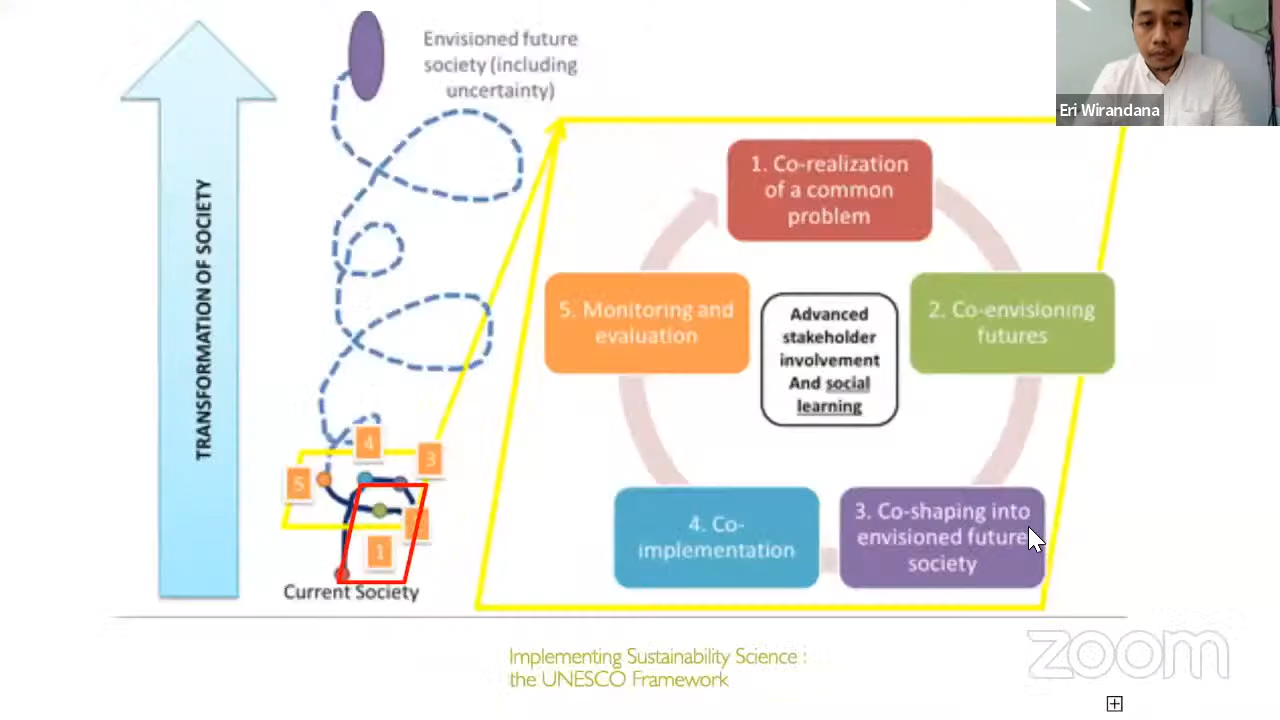 Envisioned future
society (including
uncertainty)
Eri Wirandana
TRANSFORMATION OF SOCIETY
1. Co-realization
of a common
problem
5. Monitoring and
evaluation
Advanced
stakeholder
involvement
And social
learning
2. Co-envisioning
futures
4. Co-
implementation
3. Co-shaping into
envisioned future
society
4
3
5
1
Current Society
Implementing Sustainability Science :
the UNESCO Framework
zoom